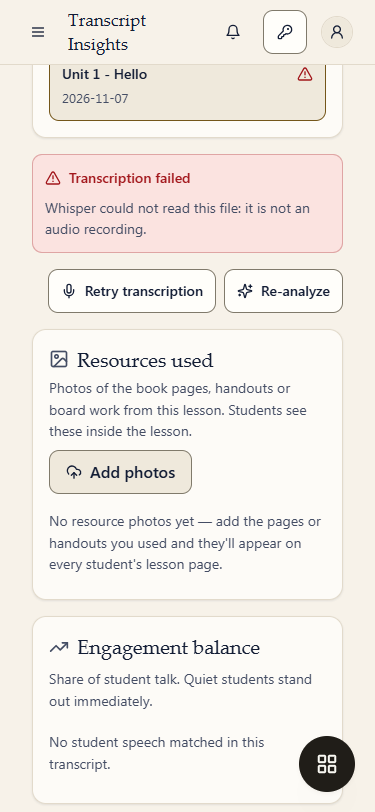 Transcript
Insights
Unit 1 - Hello
2026-11-07
Transcription failed
Whisper could not read this file: it is not an
audio recording.
Retry transcription
Re-analyze
Resources used
Photos of the book pages, handouts or
board work from this lesson. Students see
these inside the lesson.
Add photos
No resource photos yet — add the pages or
handouts you used and they'll appear on
every student's lesson page.
Engagement balance
Share of student talk. Quiet students stand
out immediately.
No student speech matched in this
transcript.